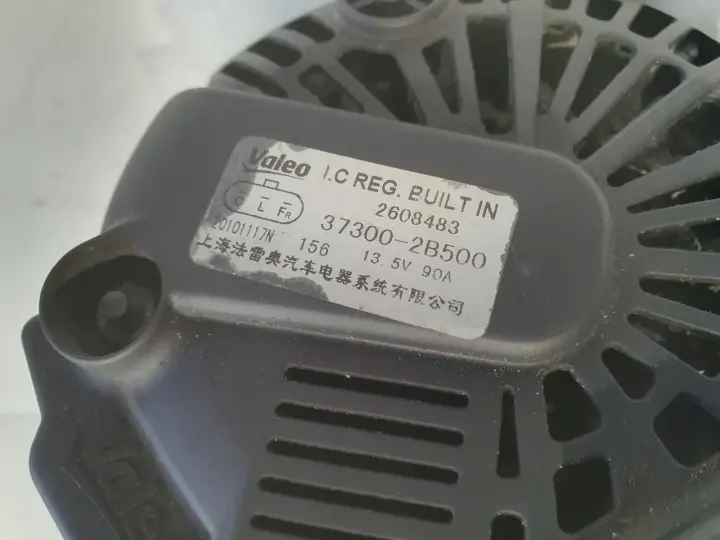 Valeo I.C REG. BUILT IN
2608483
C L FR
37300-2B500
20101117N 156 13.5V 90A
上海法雷奥汽车电器系统有限公司
Valeo